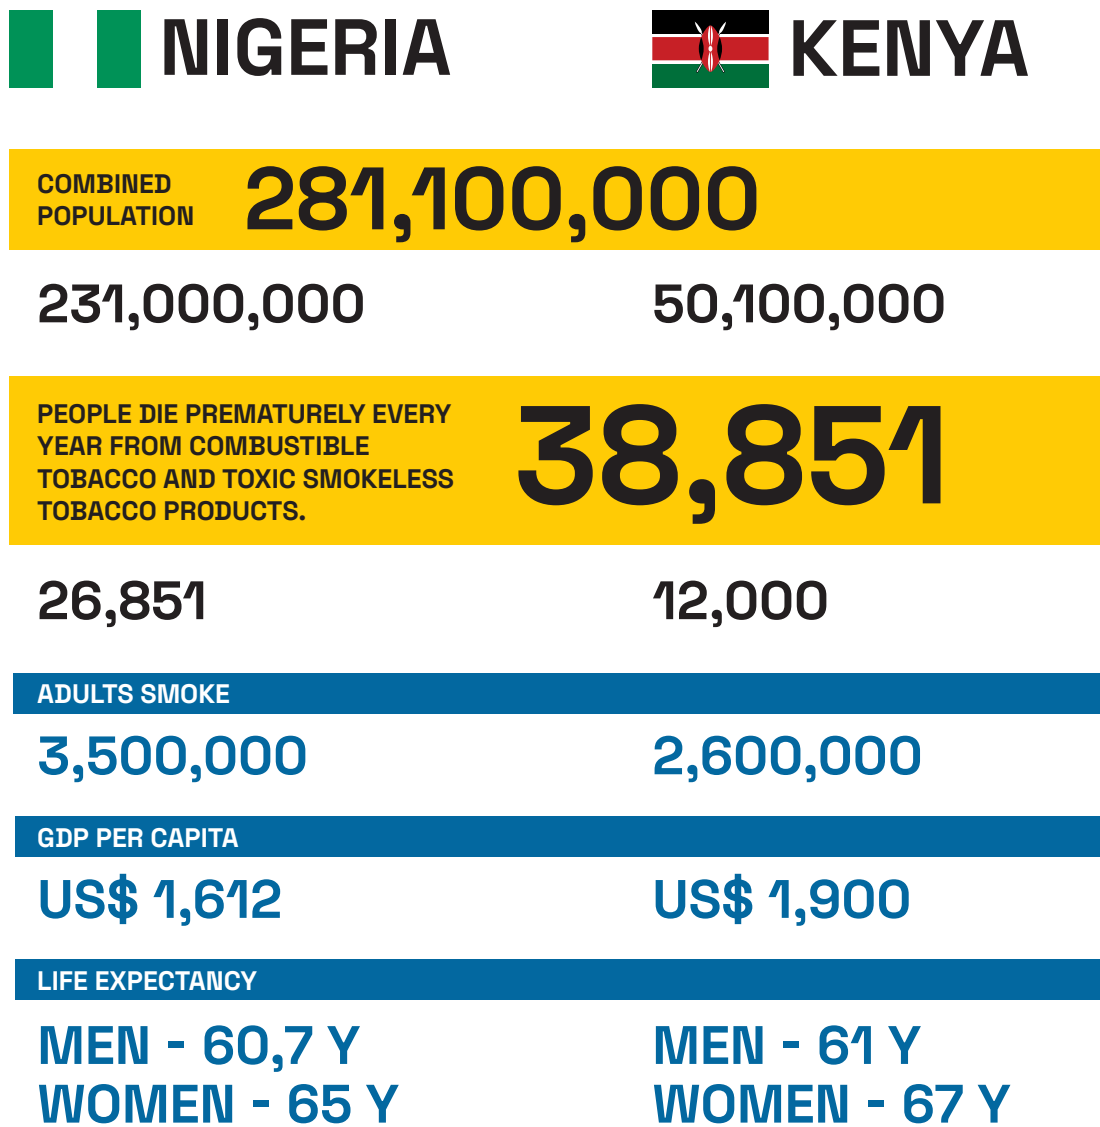 NIGERIA
KENYA
COMBINED
POPULATION
281,100,000
231,000,000
50,100,000
PEOPLE DIE PREMATURELY EVERY
YEAR FROM COMBUSTIBLE
TOBACCO AND TOXIC SMOKELESS
TOBACCO PRODUCTS.
38,851
26,851
12,000
ADULTS SMOKE
3,500,000
2,600,000
GDP PER CAPITA
US$ 1,612
US$ 1,900
LIFE EXPECTANCY
MEN - 60,7 Y
WOMEN - 65 Y
MEN - 61 Y
WOMEN - 67 Y